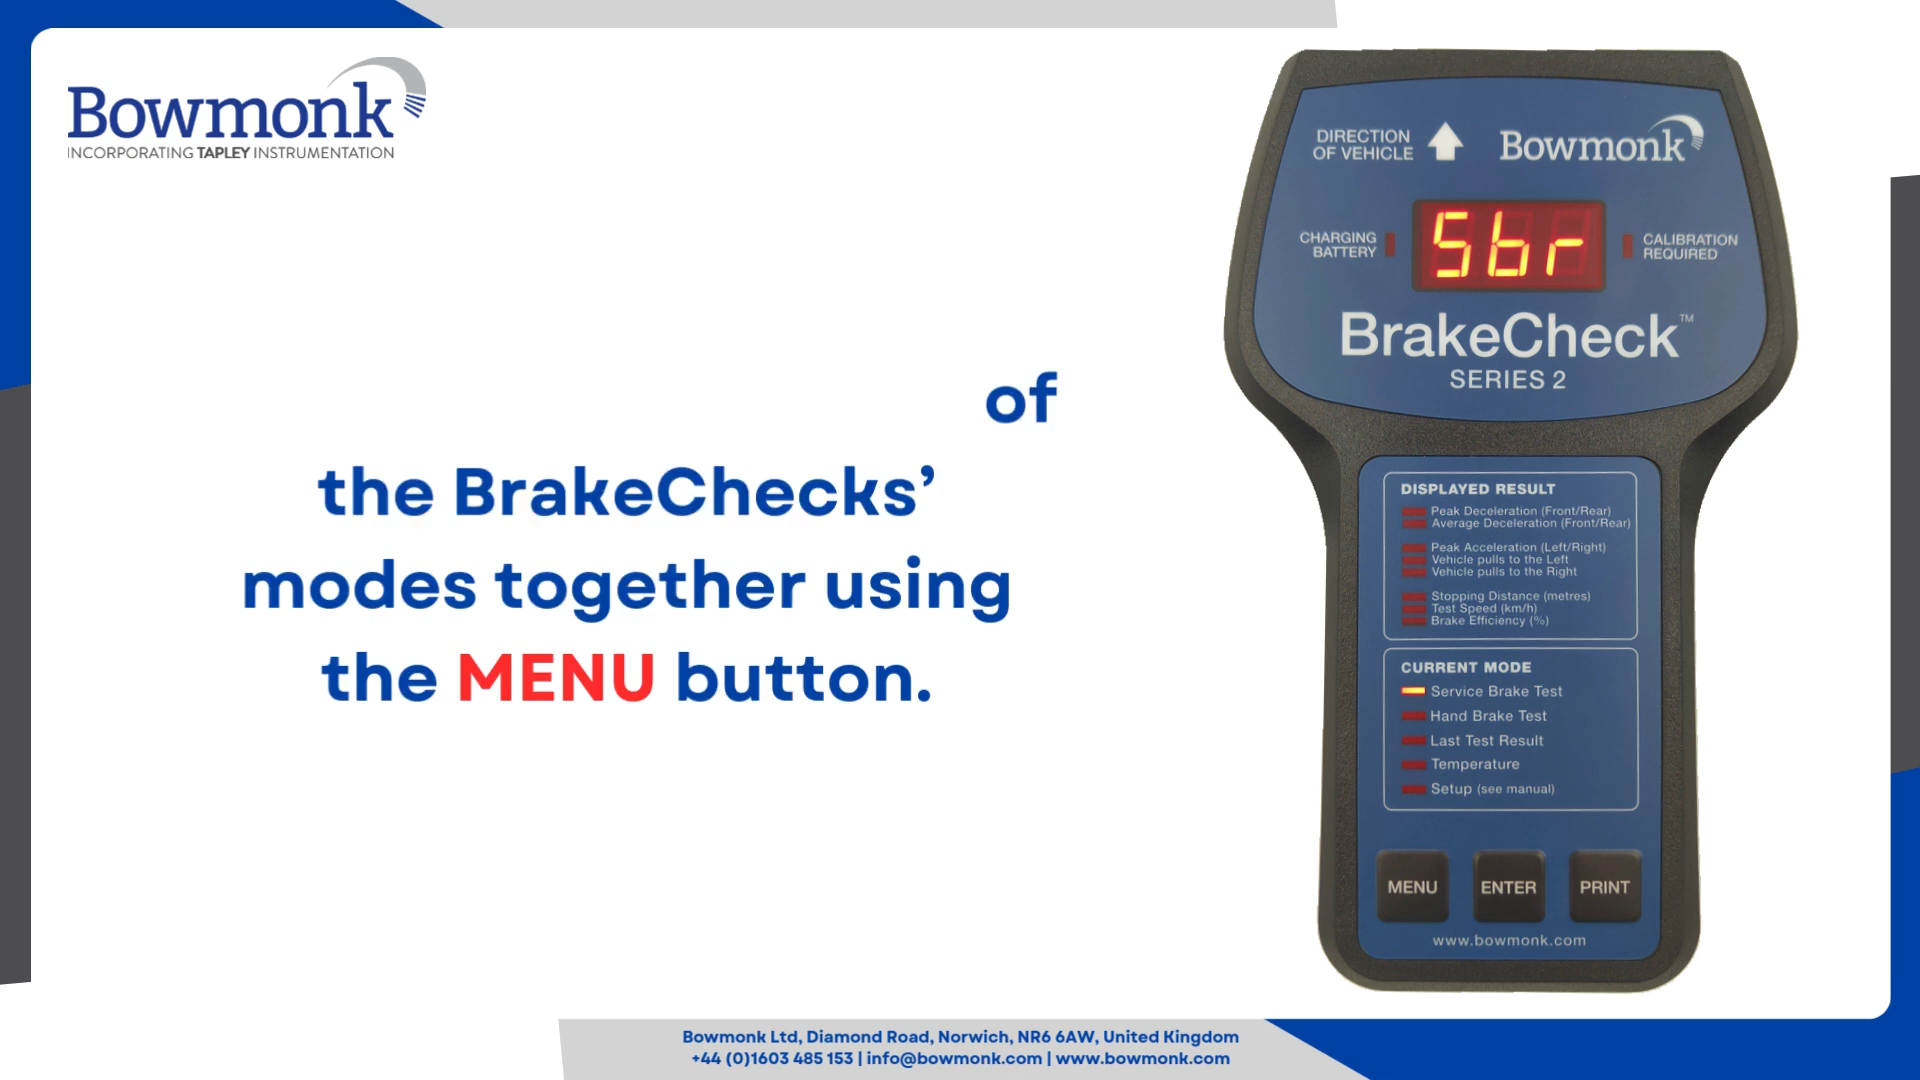 Bowmonk
INCORPORATING TAPLEY INSTRUMENTATION
of
the BrakeChecks’
modes together using
the MENU button.
DIRECTION
OF VEHICLE
Bowmonk
CHARGING
BATTERY
Sbr
CALIBRATION
REQUIRED
BrakeCheck™
SERIES 2
DISPLAYED RESULT
Peak Deceleration (Front/Rear)
Average Deceleration (Front/Rear)
Peak Acceleration (Left/Right)
Vehicle pulls to the Left
Vehicle pulls to the Right
Stopping Distance (metres)
Test Speed (km/h)
Brake Efficiency (%)
CURRENT MODE
Service Brake Test
Hand Brake Test
Last Test Result
Temperature
Setup (see manual)
MENU ENTER PRINT
www.bowmonk.com
Bowmonk Ltd, Diamond Road, Norwich, NR6 6AW, United Kingdom
+44 (0)1603 485 153 | info@bowmonk.com | www.bowmonk.com